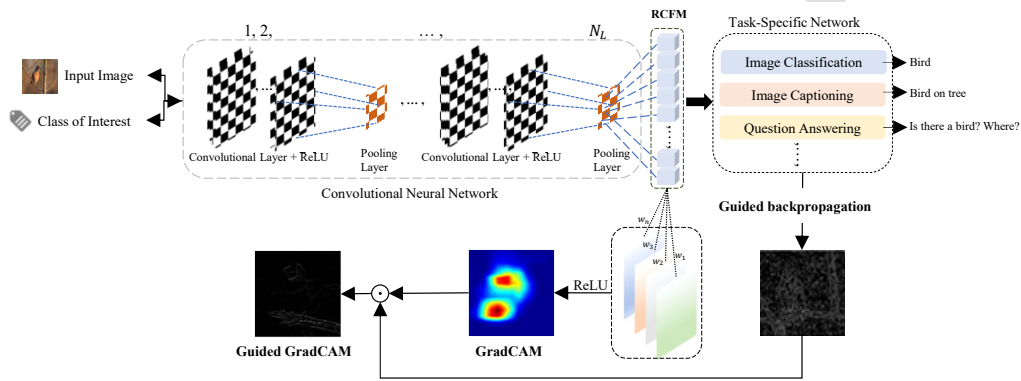 RCFM
Task-Specific Network
1, 2,
... ,
N_L
Input Image
Class of Interest
Image Classification
Bird
Image Captioning
Bird on tree
Question Answering
Is there a bird? Where?
... ,
Convolutional Layer + ReLU
Pooling
Layer
Convolutional Layer + ReLU
Pooling
Layer
Convolutional Neural Network
Guided backpropagation
w_n
w_3
w_2
w_1
ReLU
Guided GradCAM
GradCAM